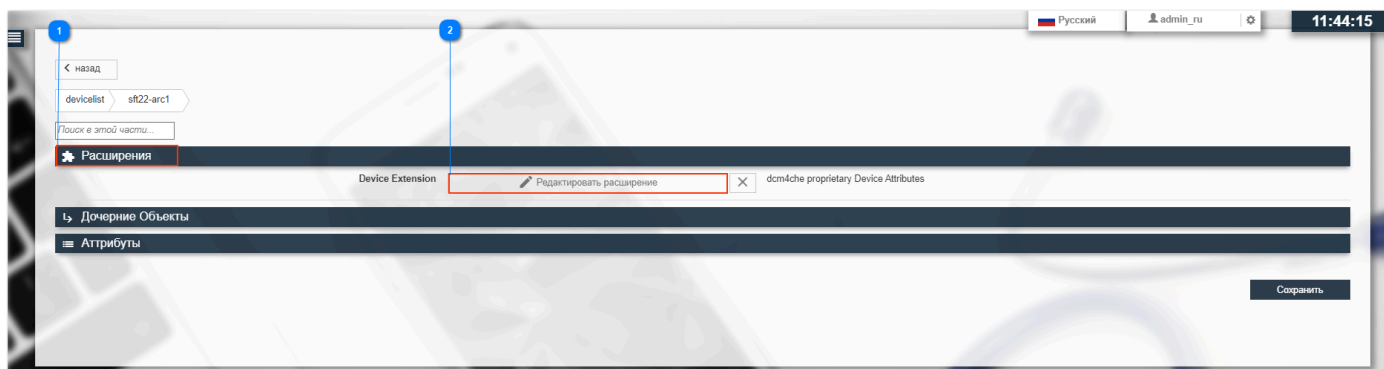 1
2
Русский
admin_ru
11:44:15
назад
devicelist
sft22-arc1
Поиск в этой части...
Расширения
Device Extension
Редактировать расширение
dcm4che proprietary Device Attributes
Дочерние Объекты
Аттрибуты
Сохранить